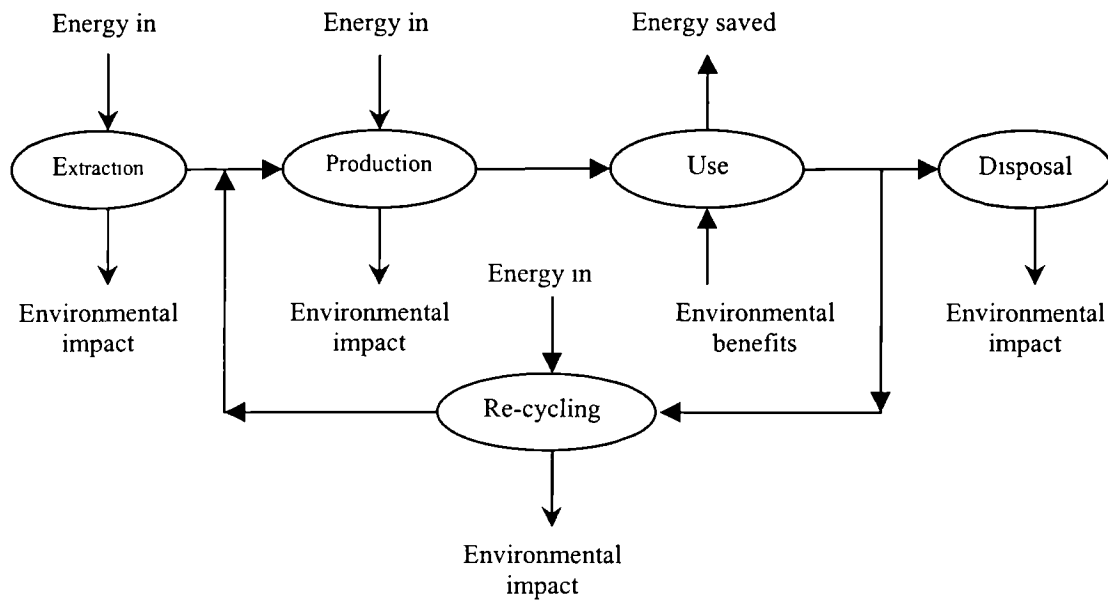 Energy in
Energy in
Energy saved
Extraction
Production
Use
Disposal
Energy in
Environmental
impact
Environmental
impact
Environmental
benefits
Environmental
impact
Re-cycling
Environmental
impact